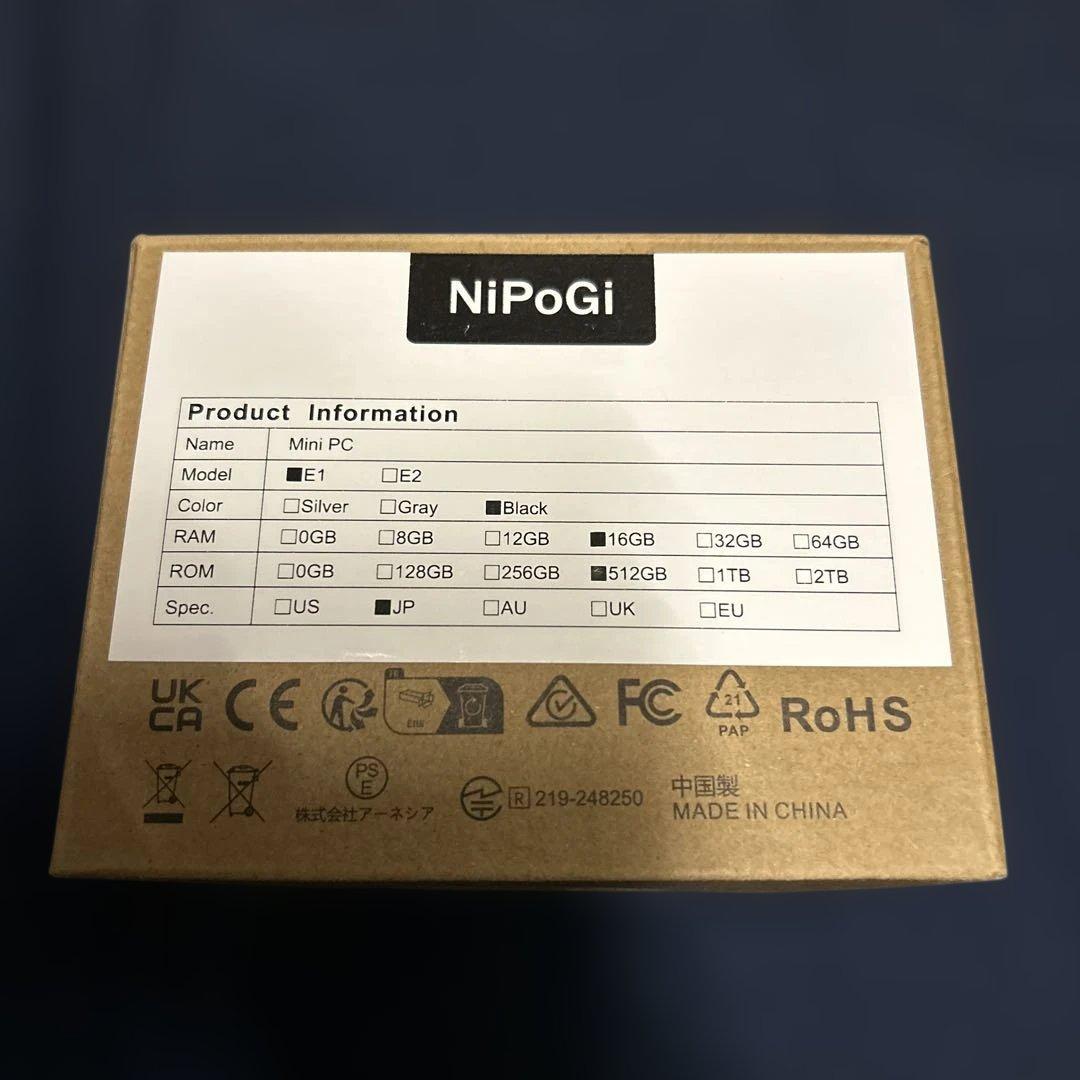 NiPoGi
Product Information
Name Mini PC
Model ■E1 □E2
Color □Silver □Gray ■Black
RAM □0GB □8GB □12GB ■16GB □32GB □64GB
ROM □0GB □128GB □256GB ■512GB □1TB □2TB
Spec. □US ■JP □AU □UK □EU
UK
CA CE FR FC 21 RoHS
PAP
PS
E
株式会社アーネシア R 219-248250
中国製
MADE IN CHINA